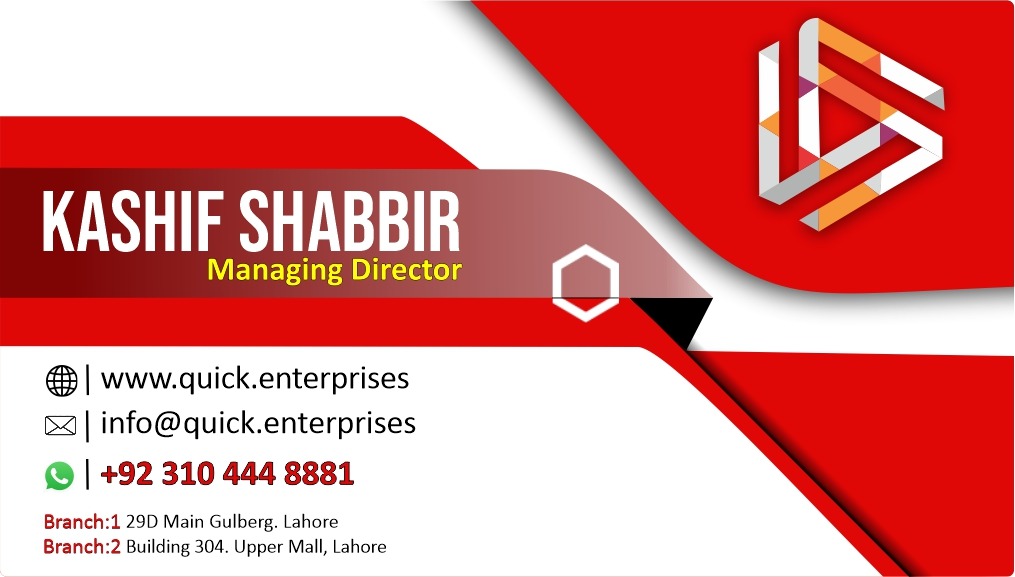 KASHIF SHABBIR
Managing Director
| www.quick.enterprises
| info@quick.enterprises
| +92 310 444 8881
Branch:1 29D Main Gulberg. Lahore
Branch:2 Building 304. Upper Mall, Lahore